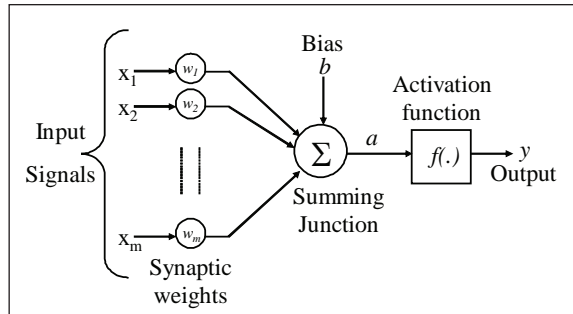 Input
Signals
x1
x2
xm
w1
w2
wm
Synaptic
weights
Bias
b
Σ
Summing
Junction
a
Activation
function
f(.)
y
Output